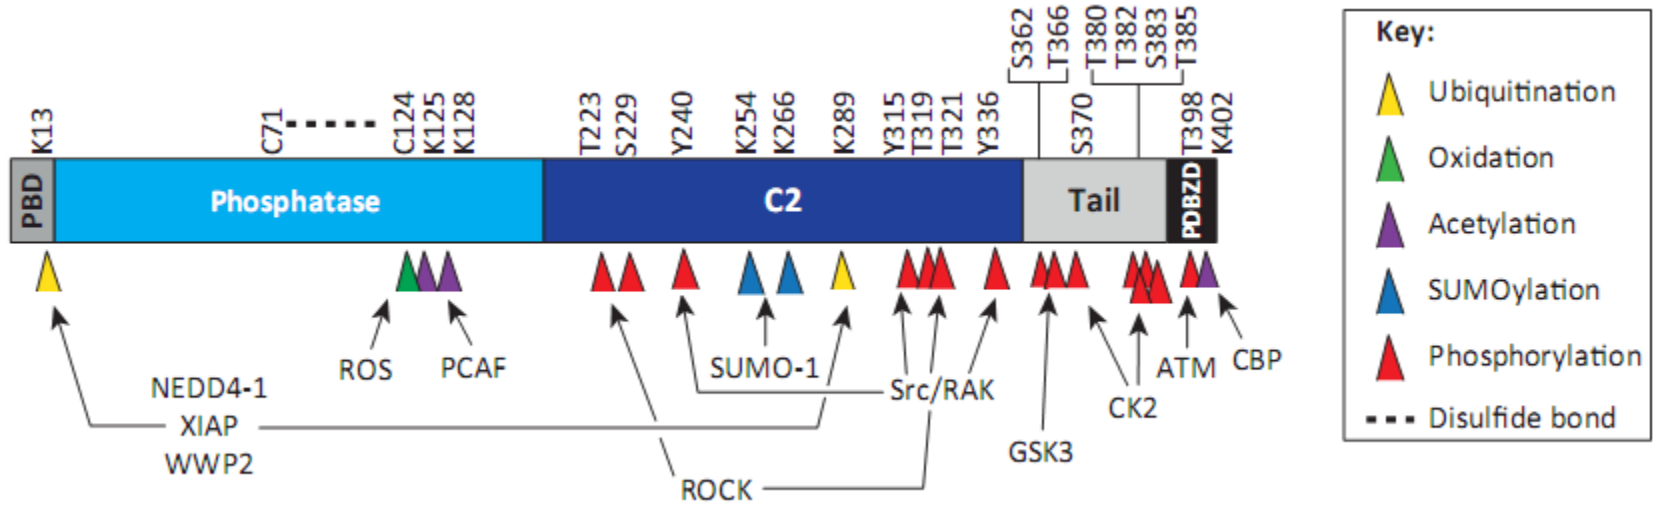 S362
T366
T380
T382
S383
T385
K13
C71
C124
K125
K128
T223
S229
Y240
K254
K266
K289
Y315
T319
T321
Y336
S370
T398
K402
PBD
Phosphatase
C2
Tail
PDBZD
ROS
PCAF
SUMO-1
Src/RAK
ATM
CBP
NEDD4-1
XIAP
WWP2
CK2
GSK3
ROCK
Key:
Ubiquitination
Oxidation
Acetylation
SUMOylation
Phosphorylation
Disulfide bond